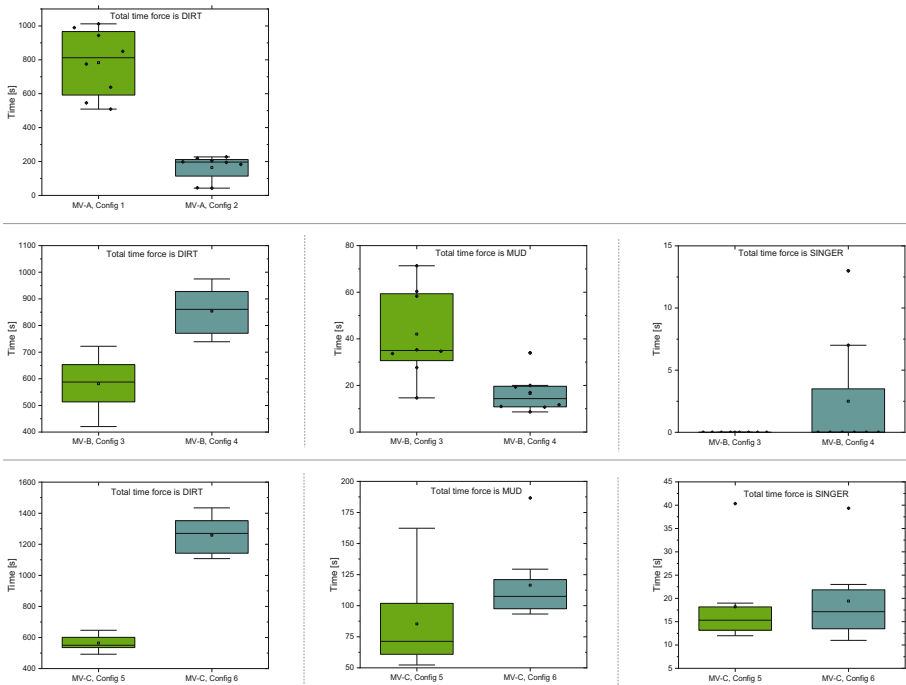 Total time force is DIRT
Time [s]
1000
800
600
400
200
0
MV-A, Config 1
MV-A, Config 2
Total time force is DIRT
Time [s]
1100
1000
900
800
700
600
500
400
MV-B, Config 3
MV-B, Config 4
Total time force is MUD
Time [s]
80
60
40
20
0
MV-B, Config 3
MV-B, Config 4
Total time force is SINGER
Time [s]
15
10
5
0
MV-B, Config 3
MV-B, Config 4
Total time force is DIRT
Time [s]
1600
1400
1200
1000
800
600
400
MV-C, Config 5
MV-C, Config 6
Total time force is MUD
Time [s]
200
175
150
125
100
75
50
MV-C, Config 5
MV-C, Config 6
Total time force is SINGER
Time [s]
45
40
35
30
25
20
15
10
5
MV-C, Config 5
MV-C, Config 6